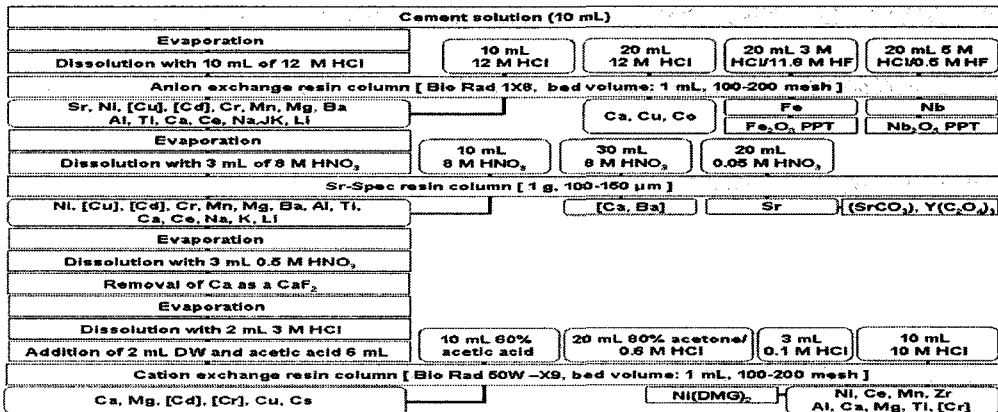 Cement solution (10 mL)
Evaporation
Dissolution with 10 mL of 12 M HCl
10 mL
12 M HCl
20 mL
12 M HCl
20 mL 3 M
HCl/11.6 M HF
20 mL 5 M
HCl/0.5 M HF
Anion exchange resin column [ Bio Rad 1X8, bed volume: 1 mL, 100-200 mesh ]
Sr, Ni, [Cu], [Cd], Cr, Mn, Mg, Ba
Al, Ti, Ca, Ce, Na, K, Li
Ca, Cu, Co
Fe
Fe₂O₃ PPT
Nb
Nb₂O₅ PPT
Evaporation
Dissolution with 3 mL of 8 M HNO₃
10 mL
8 M HNO₃
30 mL
8 M HNO₃
20 mL
0.05 M HNO₃
Sr-Spec resin column [ 1 g, 100-150 μm ]
Ni, [Cu], [Cd], Cr, Mn, Mg, Ba, Al, Ti,
Ca, Ce, Na, K, Li
[Ca, Ba]
Sr
(SrCO₃), Y(C₂O₄)₃
Evaporation
Dissolution with 3 mL 0.5 M HNO₃
Removal of Ca as a CaF₂
Evaporation
Dissolution with 2 mL 3 M HCl
Addition of 2 mL DW and acetic acid 6 mL
10 mL 60%
acetic acid
20 mL 80% acetone/
0.6 M HCl
3 mL
0.1 M HCl
10 mL
10 M HCl
Cation exchange resin column [ Bio Rad 50W –X9, bed volume: 1 mL, 100-200 mesh ]
Ca, Mg, [Cd], [Cr], Cu, Cs
Ni(DMG)₂
Ni, Ce, Mn, Zr
Al, Ca, Mg, Ti, [Cr]